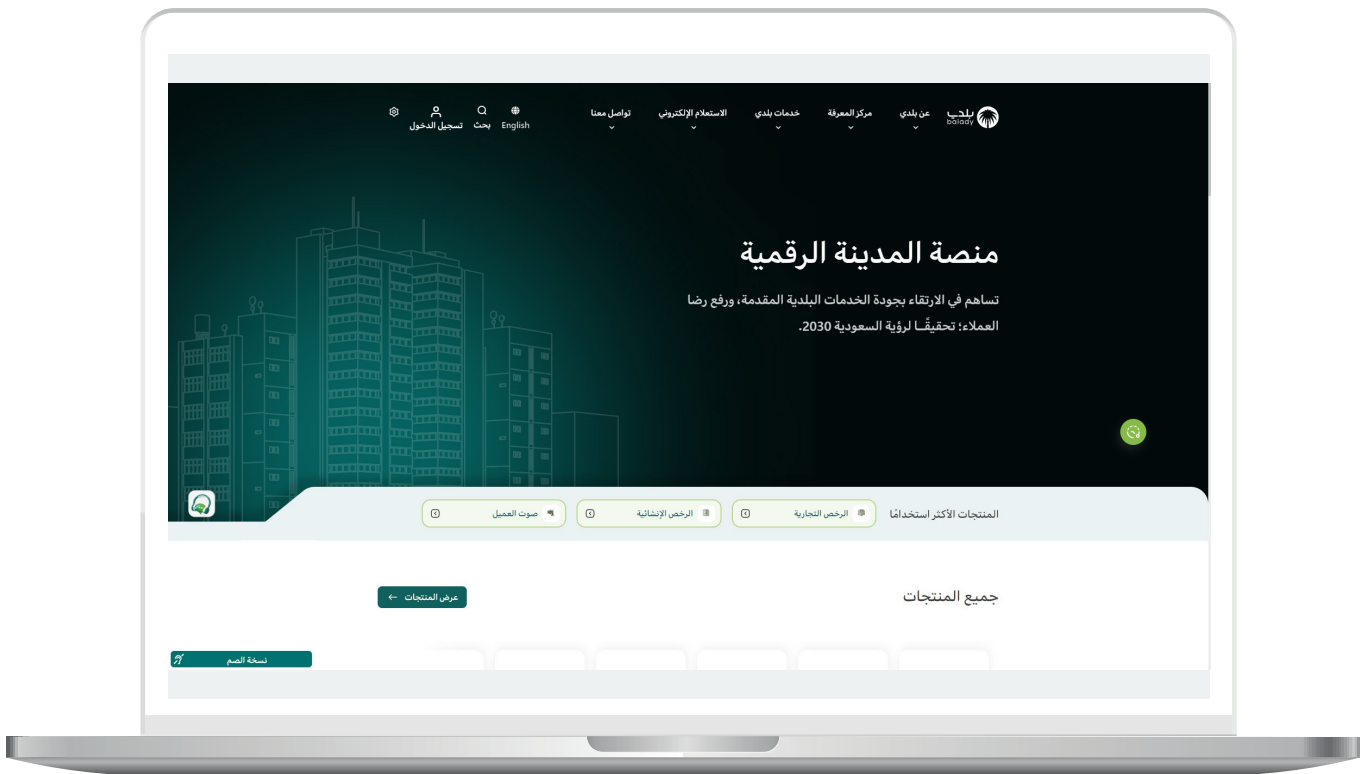 بلدي
balady
عن بلدي
مركز المعرفة
خدمات بلدي
الاستعلام الإلكتروني
تواصل معنا
English
بحث
تسجيل الدخول
منصة المدينة الرقمية
تساهم في الارتقاء بجودة الخدمات البلدية المقدمة، ورفع رضا
العملاء؛ تحقيقًـا لرؤية السعودية 2030.
المنتجات الأكثر استخدامًا
الرخص التجارية
الرخص الإنشائية
صوت العميل
جميع المنتجات
عرض المنتجات
نسخة الصم